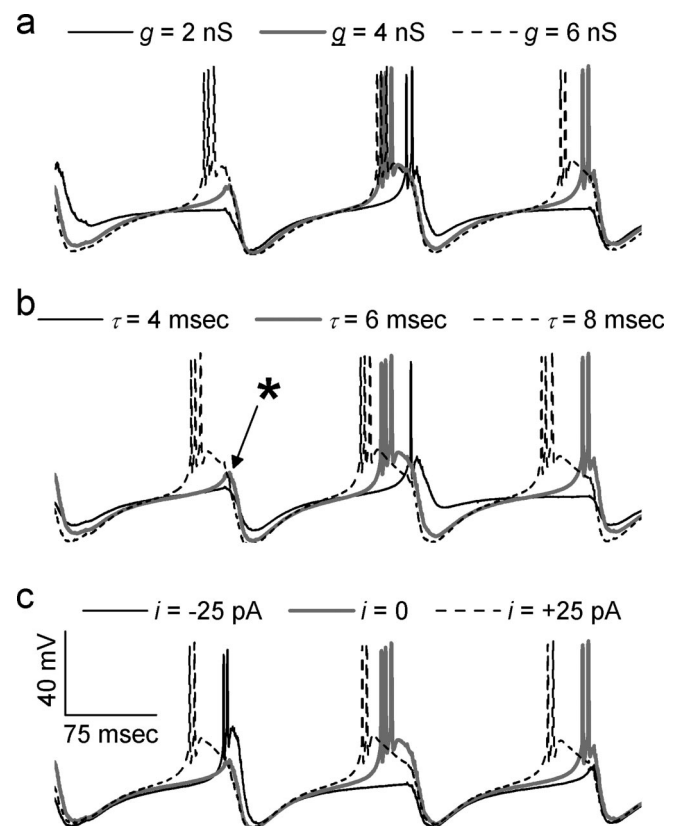 a
g = 2 nS g = 4 nS g = 6 nS
b
τ = 4 msec τ = 6 msec τ = 8 msec
*
c
i = -25 pA i = 0 i = +25 pA
40 mV
75 msec